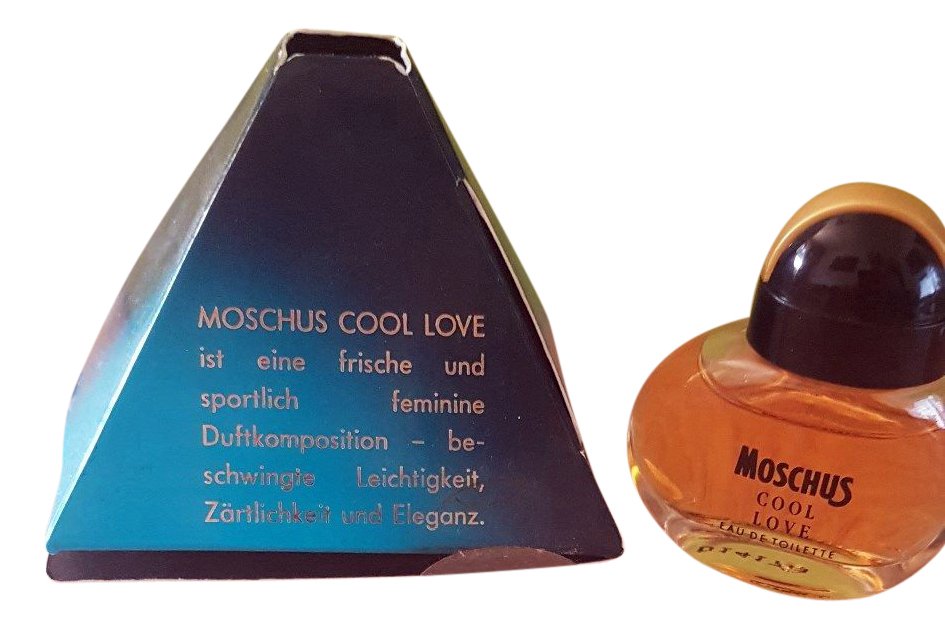 MOSCHUS COOL LOVE
ist eine frische und
sportlich feminine
Duftkomposition – be-
schwingte Leichtigkeit,
Zärtlichkeit und Eleganz.
MOSCHUS
COOL
LOVE
EAU DE TOILETTE